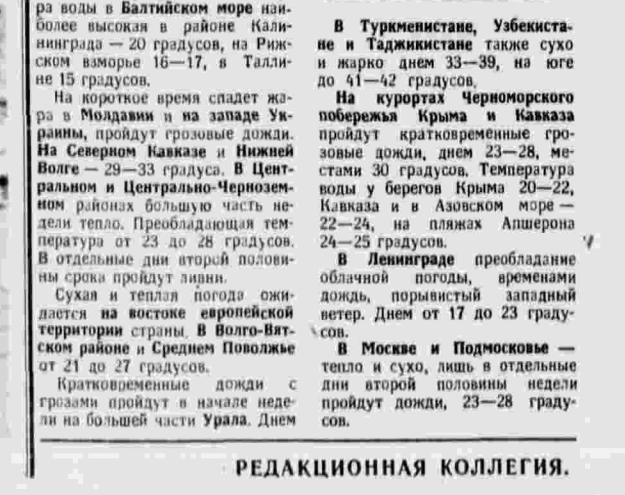 ра воды в Балтийском море наи-
более высокая в районе Кали-
нинграда — 20 градусов, на Риж-
ском взморье 16—17, в Талли-
не 15 градусов.
На короткое время спадет жа-
ра в Молдавии и на западе Ук-
раины, пройдут грозовые дожди.
На Северном Кавказе и Нижней
Волге — 29—33 градуса. В Цент-
ральном и Центрально-Чернозем-
ном районах большую часть не-
дели тепло. Преобладающая тем-
пература от 23 до 28 градусов.
В отдельные дни второй полови-
ны срока пройдут ливни.
Сухая и теплая погода ожи-
дается на востоке европейской
территории страны. В Волго-Вят-
ском районе и Среднем Поволжье
от 21 до 27 градусов.
Кратковременные дожди с
грозами пройдут в начале неде-
ли на большей части Урала. Днем
В Туркменистане, Узбекиста-
не и Таджикистане также сухо
и жарко днем 33—39, на юге
до 41—42 градусов.
На курортах Черноморского
побережья Крыма и Кавказа
пройдут кратковременные гро-
зовые дожди, днем 23—28, ме-
стами 30 градусов. Температура
воды у берегов Крыма 20—22,
Кавказа и в Азовском море —
22—24, на пляжах Апшерона
24—25 градусов.
В Ленинграде преобладание
облачной погоды, временами
дождь, порывистый западный
ветер. Днем от 17 до 23 граду-
сов.
В Москве и Подмосковье —
тепло и сухо, лишь в отдельные
дни второй половины недели
пройдут дожди, 23—28 граду-
сов.
РЕДАКЦИОННАЯ КОЛЛЕГИЯ.